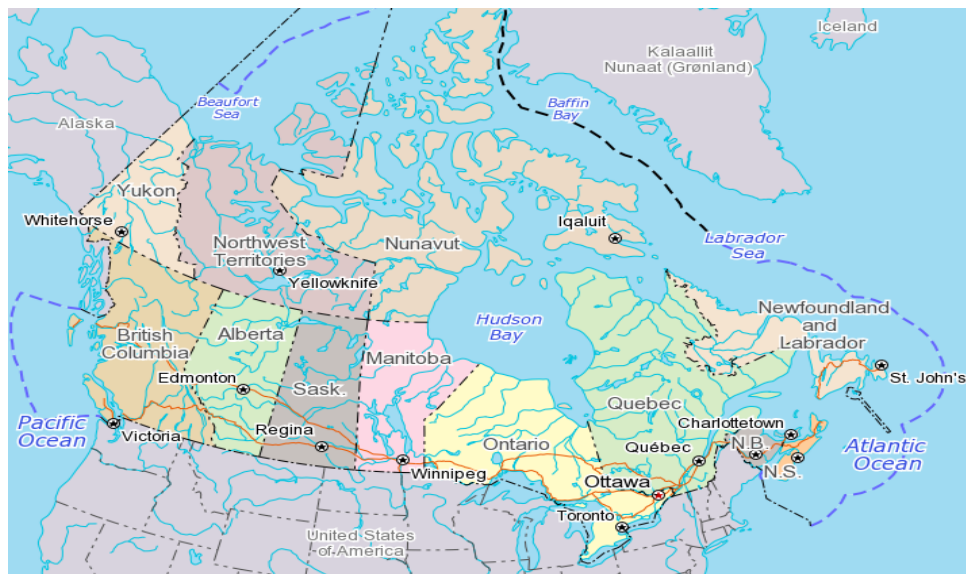 Iceland
Kalaallit
Nunaat (Grønland)
Beaufort
Sea
Baffin
Bay
Alaska
Yukon
Whitehorse
Northwest
Territories
Nunavut
Iqaluit
Labrador
Sea
Yellowknife
Hudson
Bay
British
Columbia
Alberta
Manitoba
Newfoundland
and
Labrador
Edmonton
Sask.
St. John's
Quebec
Pacific
Ocean
Victoria
Regina
Ontario
Charlottetown
Québec
N.B.
Atlantic
Ocean
Winnipeg
N.S.
Ottawa
Toronto
United States
of America